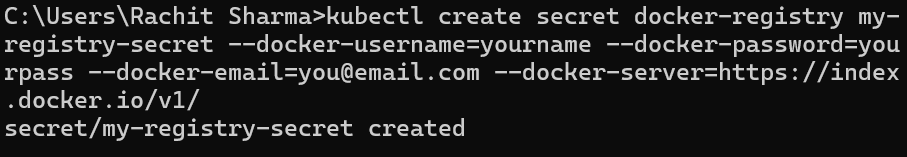 C:\Users\Rachit Sharma>kubectl create secret docker-registry my-
registry-secret --docker-username=yourname --docker-password=you
rpass --docker-email=you@email.com --docker-server=https://index
.docker.io/v1/
secret/my-registry-secret created